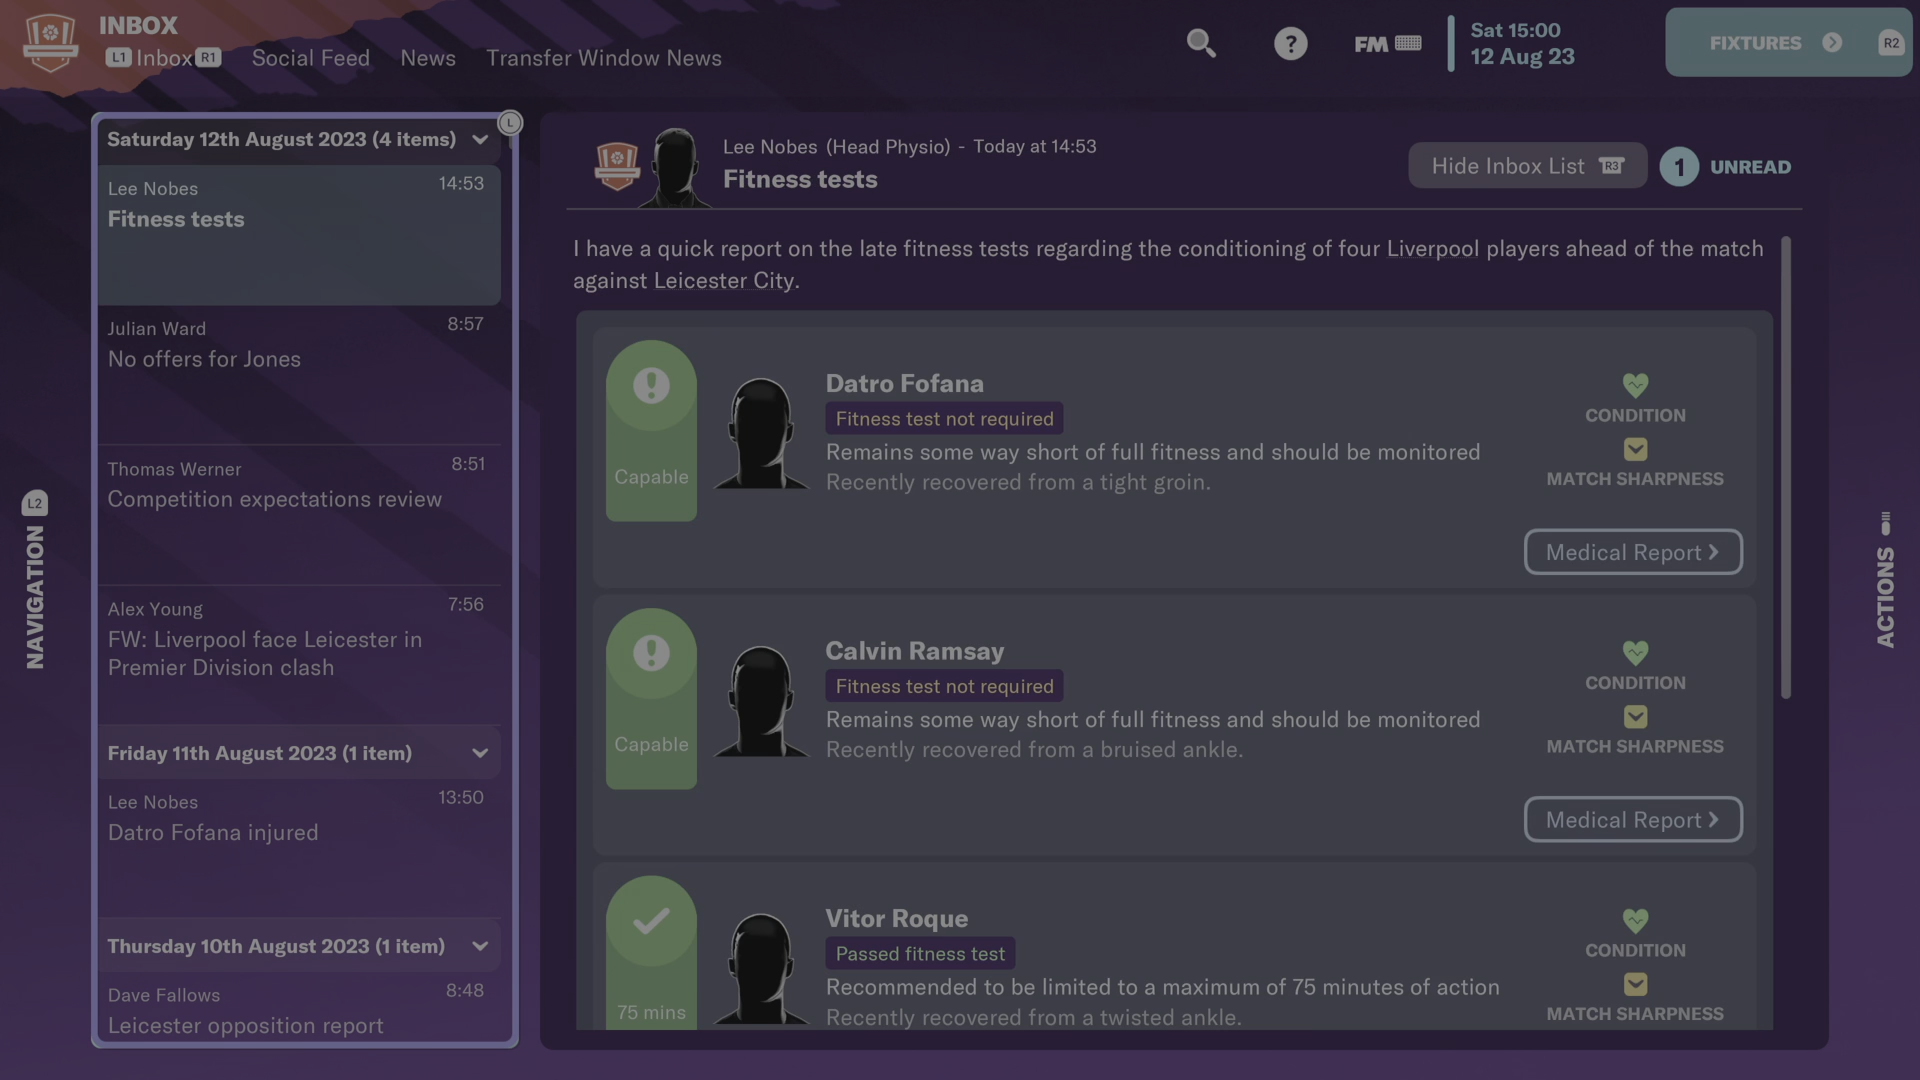 INBOX
L1 Inbox R1 Social Feed News Transfer Window News
? FM
Sat 15:00
12 Aug 23
FIXTURES R2
Saturday 12th August 2023 (4 items)
L
Lee Nobes 14:53
Fitness tests
Julian Ward 8:57
No offers for Jones
Thomas Werner 8:51
Competition expectations review
Alex Young 7:56
FW: Liverpool face Leicester in
Premier Division clash
Friday 11th August 2023 (1 item)
Lee Nobes 13:50
Datro Fofana injured
Thursday 10th August 2023 (1 item)
Dave Fallows 8:48
Leicester opposition report
L2
NAVIGATION
Lee Nobes (Head Physio) - Today at 14:53
Fitness tests
Hide Inbox List R3
1 UNREAD
I have a quick report on the late fitness tests regarding the conditioning of four Liverpool players ahead of the match
against Leicester City.
Capable
Datro Fofana
Fitness test not required
Remains some way short of full fitness and should be monitored
Recently recovered from a tight groin.
CONDITION
MATCH SHARPNESS
Medical Report
Capable
Calvin Ramsay
Fitness test not required
Remains some way short of full fitness and should be monitored
Recently recovered from a bruised ankle.
CONDITION
MATCH SHARPNESS
Medical Report
75 mins
Vitor Roque
Passed fitness test
Recommended to be limited to a maximum of 75 minutes of action
Recently recovered from a twisted ankle.
CONDITION
MATCH SHARPNESS
ACTIONS